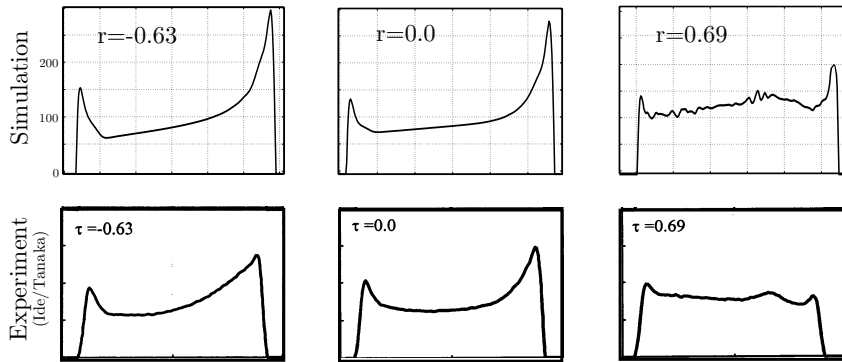 Simulation
300
200
100
0
r=-0.63
r=0.0
r=0.69
Experiment
(Ide/Tanaka)
τ =-0.63
τ =0.0
τ =0.69